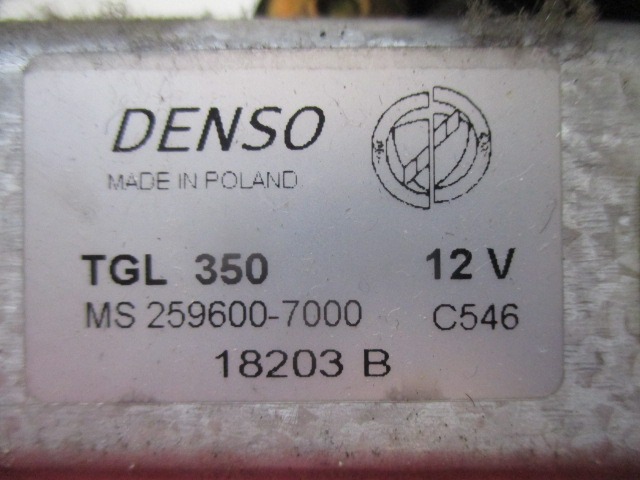 DENSO
MADE IN POLAND
TGL 350 12 V
MS 259600-7000 C546
18203 B